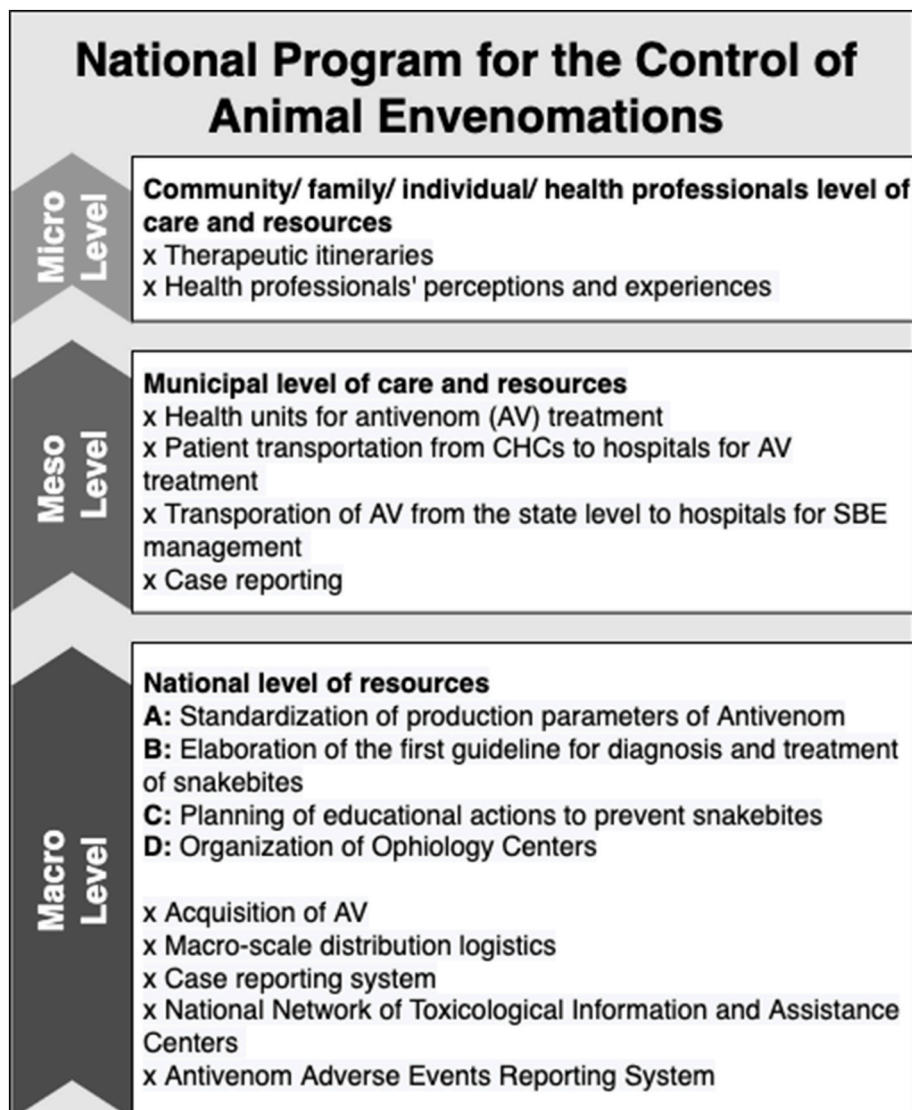 National Program for the Control of
Animal Envenomations
Micro
Level
Community/ family/ individual/ health professionals level of
care and resources
x Therapeutic itineraries
x Health professionals' perceptions and experiences
Meso
Level
Municipal level of care and resources
x Health units for antivenom (AV) treatment
x Patient transportation from CHCs to hospitals for AV
treatment
x Transporation of AV from the state level to hospitals for SBE
management
x Case reporting
Macro
Level
National level of resources
A: Standardization of production parameters of Antivenom
B: Elaboration of the first guideline for diagnosis and treatment
of snakebites
C: Planning of educational actions to prevent snakebites
D: Organization of Ophiology Centers
x Acquisition of AV
x Macro-scale distribution logistics
x Case reporting system
x National Network of Toxicological Information and Assistance
Centers
x Antivenom Adverse Events Reporting System